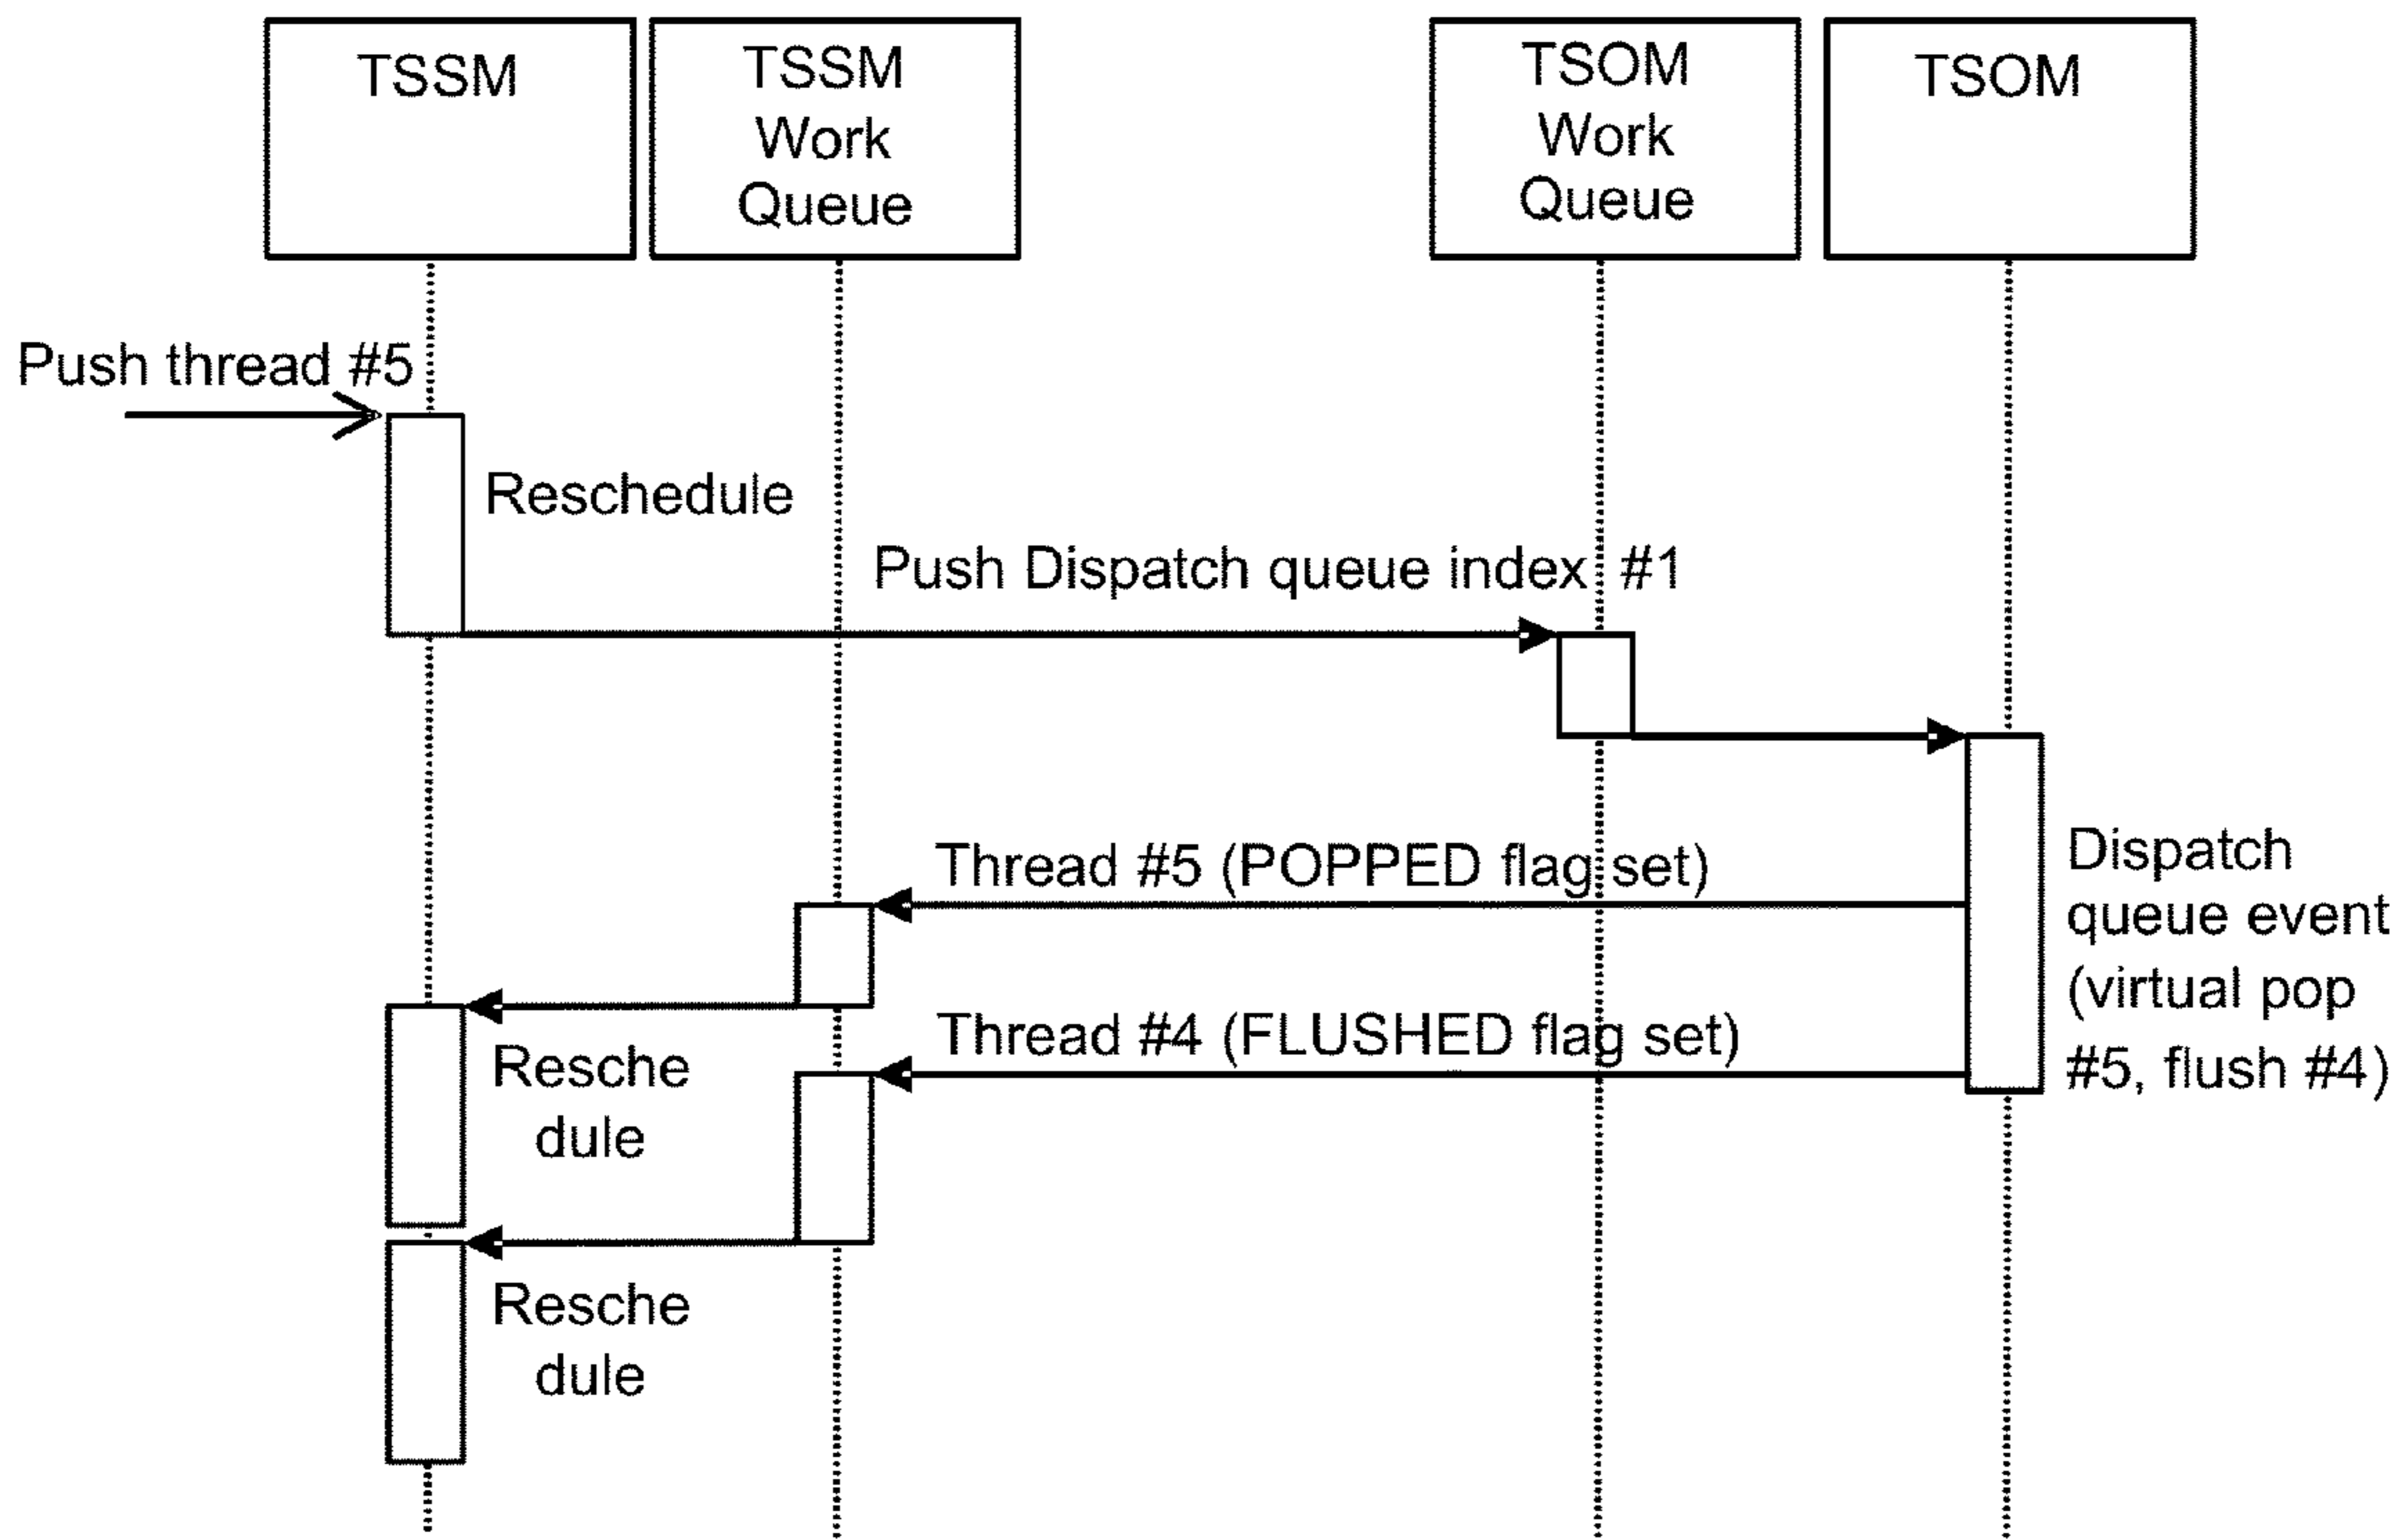 TSSM
TSSM
Work
Queue
TSOM
Work
Queue
TSOM
Push thread #5
Reschedule
Push Dispatch queue index #1
Thread #5 (POPPED flag set)
Dispatch
queue event
(virtual pop
#5, flush #4)
Thread #4 (FLUSHED flag set)
Resche
dule
Resche
dule